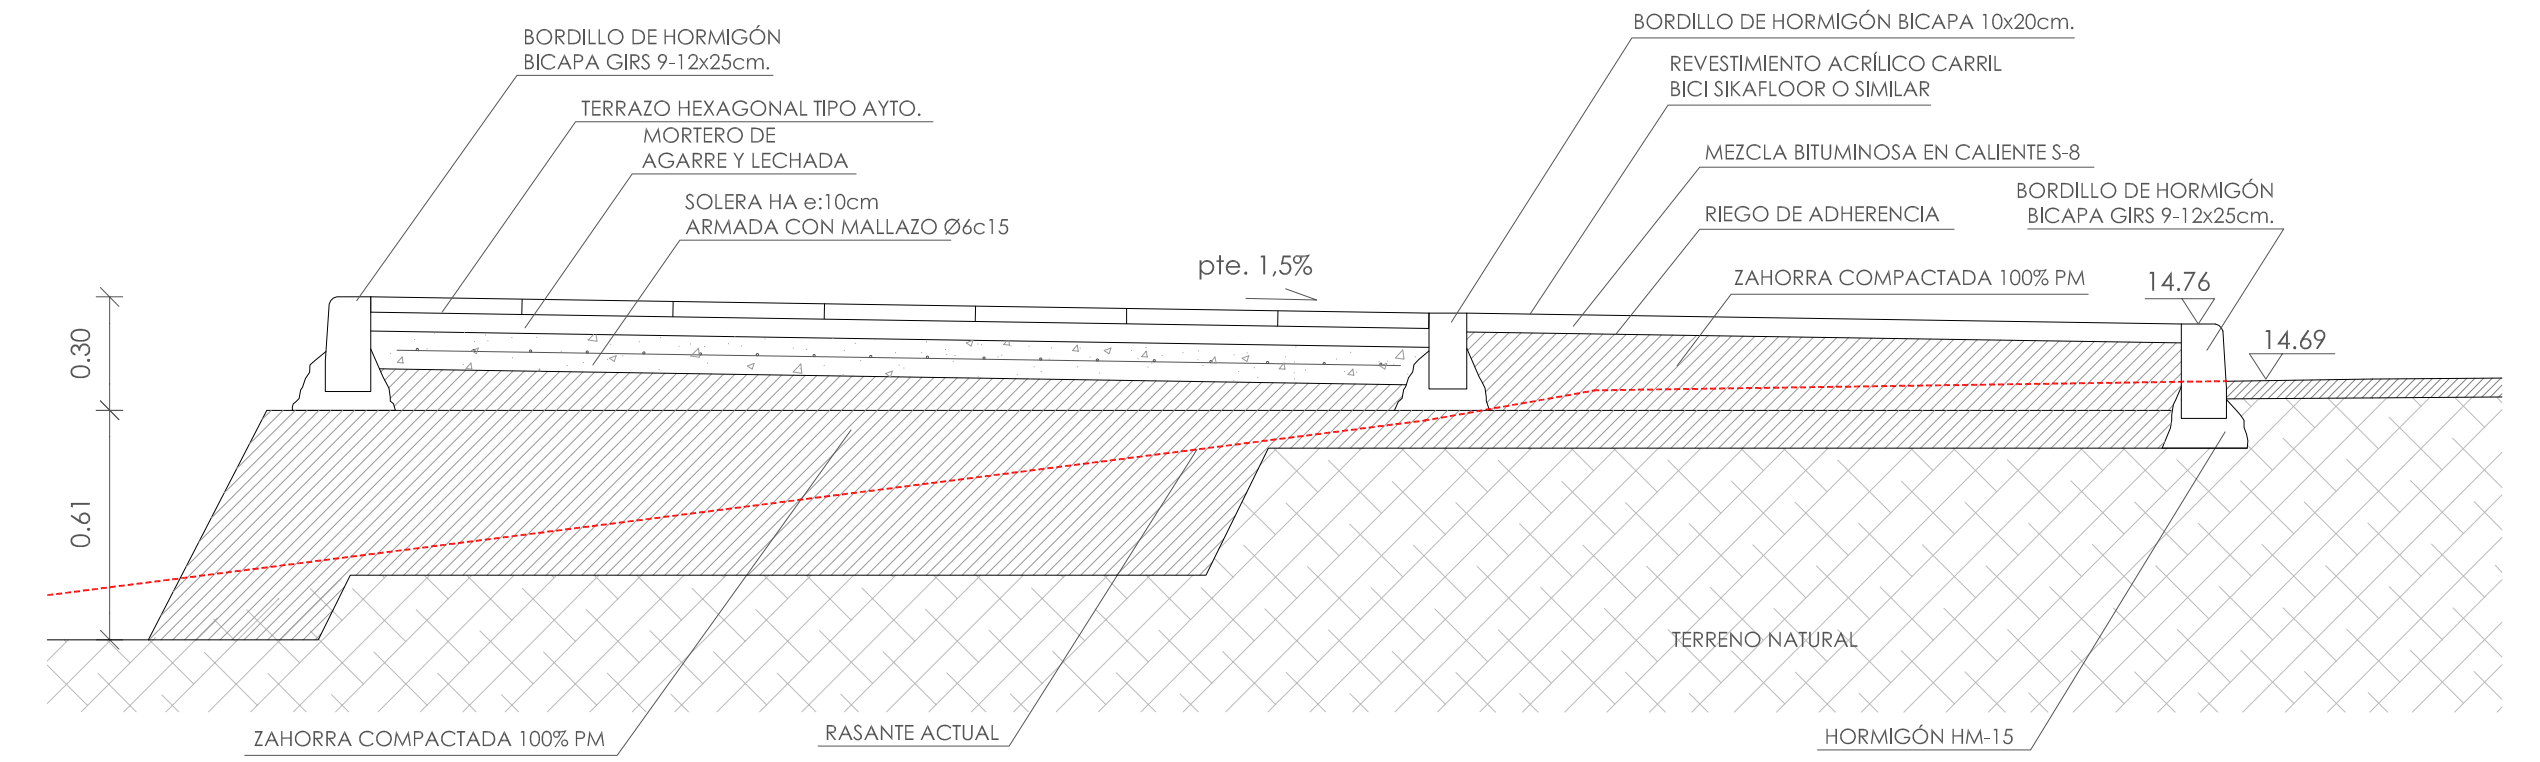 BORDILLO DE HORMIGÓN
BICAPA GIRS 9-12x25cm.
TERRAZO HEXAGONAL TIPO AYTO.
MORTERO DE
AGARRE Y LECHADA
SOLERA HA e:10cm
ARMADA CON MALLAZO Ø6c15
pte. 1,5%
BORDILLO DE HORMIGÓN BICAPA 10x20cm.
REVESTIMIENTO ACRÍLICO CARRIL
BICI SIKAFLOOR O SIMILAR
MEZCLA BITUMINOSA EN CALIENTE S-8
BORDILLO DE HORMIGÓN
BICAPA GIRS 9-12x25cm.
RIEGO DE ADHERENCIA
ZAHORRA COMPACTADA 100% PM
14.76
14.69
0.30
0.61
TERRENO NATURAL
ZAHORRA COMPACTADA 100% PM
RASANTE ACTUAL
HORMIGÓN HM-15